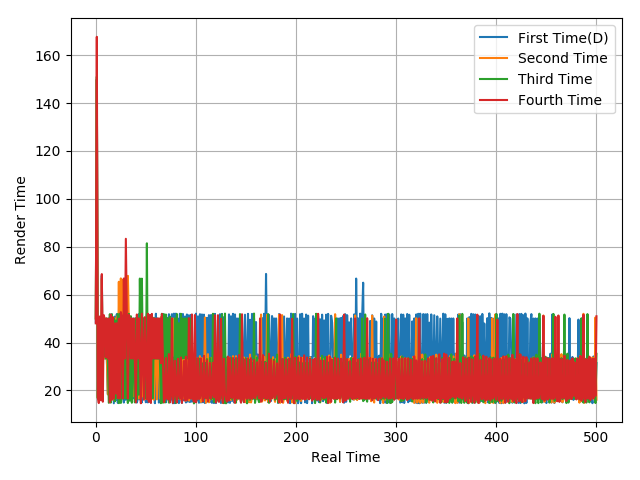 First Time(D)
Second Time
Third Time
Fourth Time
160
140
120
100
80
60
40
20
Render Time
0
100
200
300
400
500
Real Time